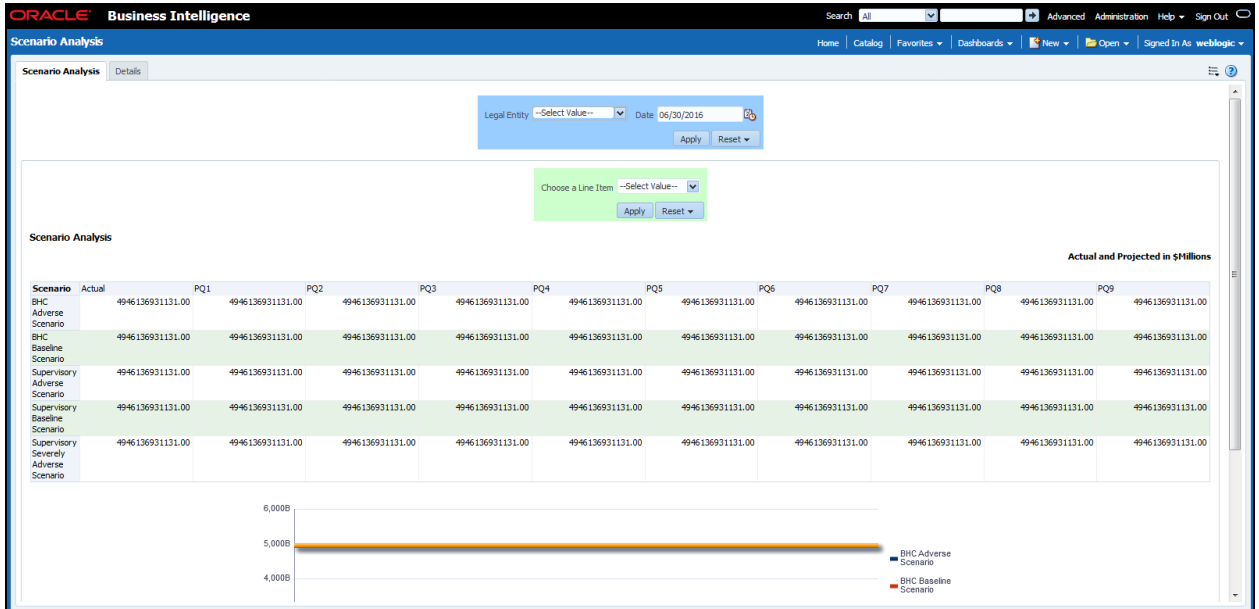 ORACLE Business Intelligence Search All Advanced Administration Help Sign Out
Scenario Analysis Home Catalog Favorites Dashboards New Open Signed In As weblogic
Scenario Analysis Details
Legal Entity --Select Value-- Date 06/30/2016
Apply Reset
Choose a Line Item --Select Value--
Apply Reset
Scenario Analysis
Actual and Projected in $Millions
Scenario Actual PQ1 PQ2 PQ3 PQ4 PQ5 PQ6 PQ7 PQ8 PQ9
BHC 4946136931131.00 4946136931131.00 4946136931131.00 4946136931131.00 4946136931131.00 4946136931131.00 4946136931131.00 4946136931131.00 4946136931131.00 4946136931131.00
Adverse
Scenario
BHC 4946136931131.00 4946136931131.00 4946136931131.00 4946136931131.00 4946136931131.00 4946136931131.00 4946136931131.00 4946136931131.00 4946136931131.00 4946136931131.00
Baseline
Scenario
Supervisory 4946136931131.00 4946136931131.00 4946136931131.00 4946136931131.00 4946136931131.00 4946136931131.00 4946136931131.00 4946136931131.00 4946136931131.00 4946136931131.00
Adverse
Scenario
Supervisory 4946136931131.00 4946136931131.00 4946136931131.00 4946136931131.00 4946136931131.00 4946136931131.00 4946136931131.00 4946136931131.00 4946136931131.00 4946136931131.00
Baseline
Scenario
Supervisory 4946136931131.00 4946136931131.00 4946136931131.00 4946136931131.00 4946136931131.00 4946136931131.00 4946136931131.00 4946136931131.00 4946136931131.00 4946136931131.00
Severely
Adverse
Scenario
6,000B
5,000B
4,000B
BHC Adverse
Scenario
BHC Baseline
Scenario